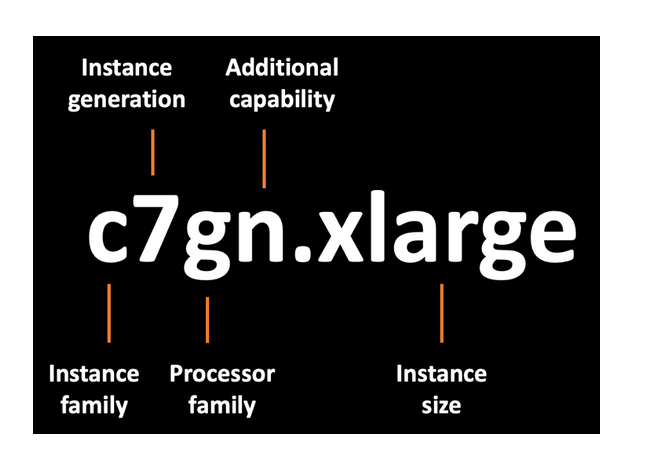 Instance
generation
Additional
capability
c7gn.xlarge
Instance
family
Processor
family
Instance
size